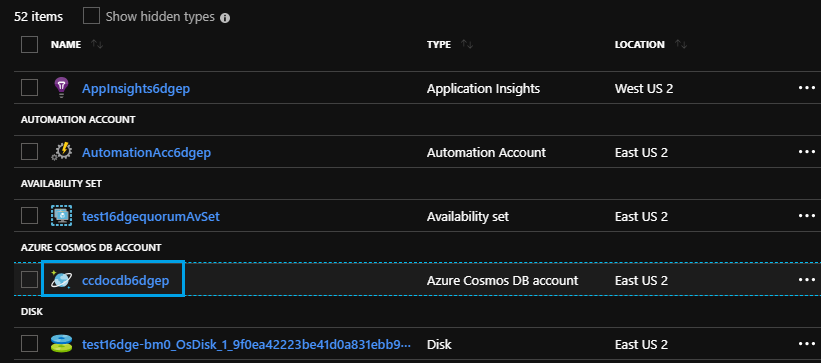 52 items Show hidden types
NAME TYPE LOCATION
AppInsights6dgep Application Insights West US 2
AUTOMATION ACCOUNT
AutomationAcc6dgep Automation Account East US 2
AVAILABILITY SET
test16dgequorumAvSet Availability set East US 2
AZURE COSMOS DB ACCOUNT
ccdocdb6dgep Azure Cosmos DB account East US 2
DISK
test16dge-bm0_OsDisk_1_9f0ea42223be41d0a831ebb9··· Disk East US 2